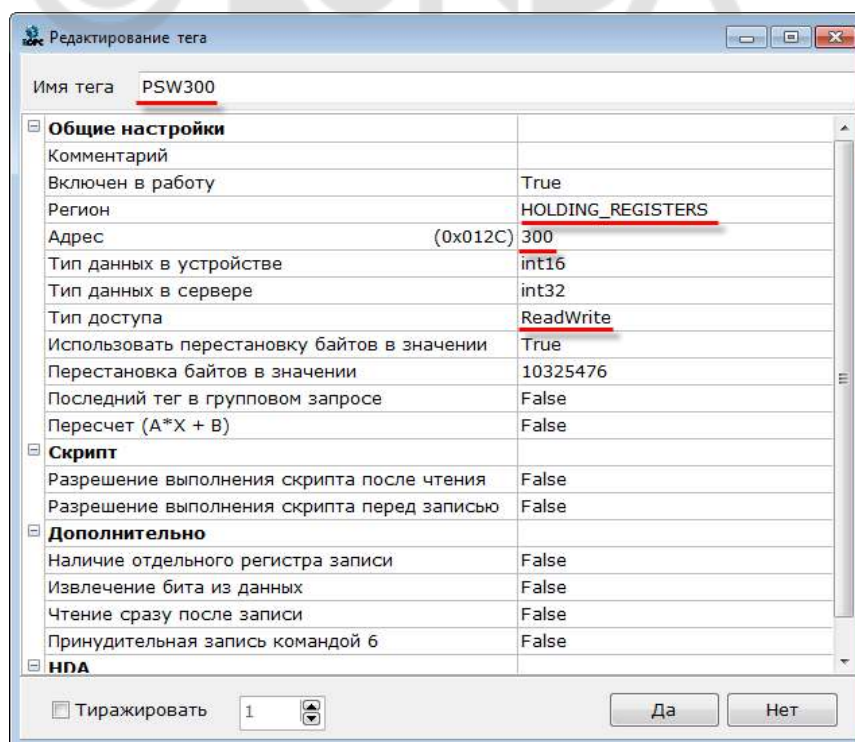 Редактирование тега
Имя тега PSW300
Общие настройки
Комментарий
Включен в работу True
Регион HOLDING_REGISTERS
Адрес (0x012C) 300
Тип данных в устройстве int16
Тип данных в сервере int32
Тип доступа ReadWrite
Использовать перестановку байтов в значении True
Перестановка байтов в значении 10325476
Последний тег в групповом запросе False
Пересчет (A*X + B) False
Скрипт
Разрешение выполнения скрипта после чтения False
Разрешение выполнения скрипта перед записью False
Дополнительно
Наличие отдельного регистра записи False
Извлечение бита из данных False
Чтение сразу после записи False
Принудительная запись командой 6 False
HDA
Тиражировать 1 Да Нет